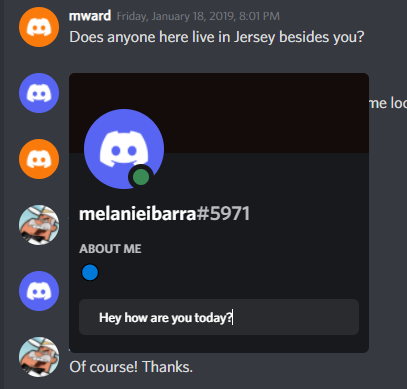 mward Friday, January 18, 2019, 8:01 PM
Does anyone here live in Jersey besides you?
me loo
melanieibarra#5971
ABOUT ME
Hey how are you today?
Of course! Thanks.